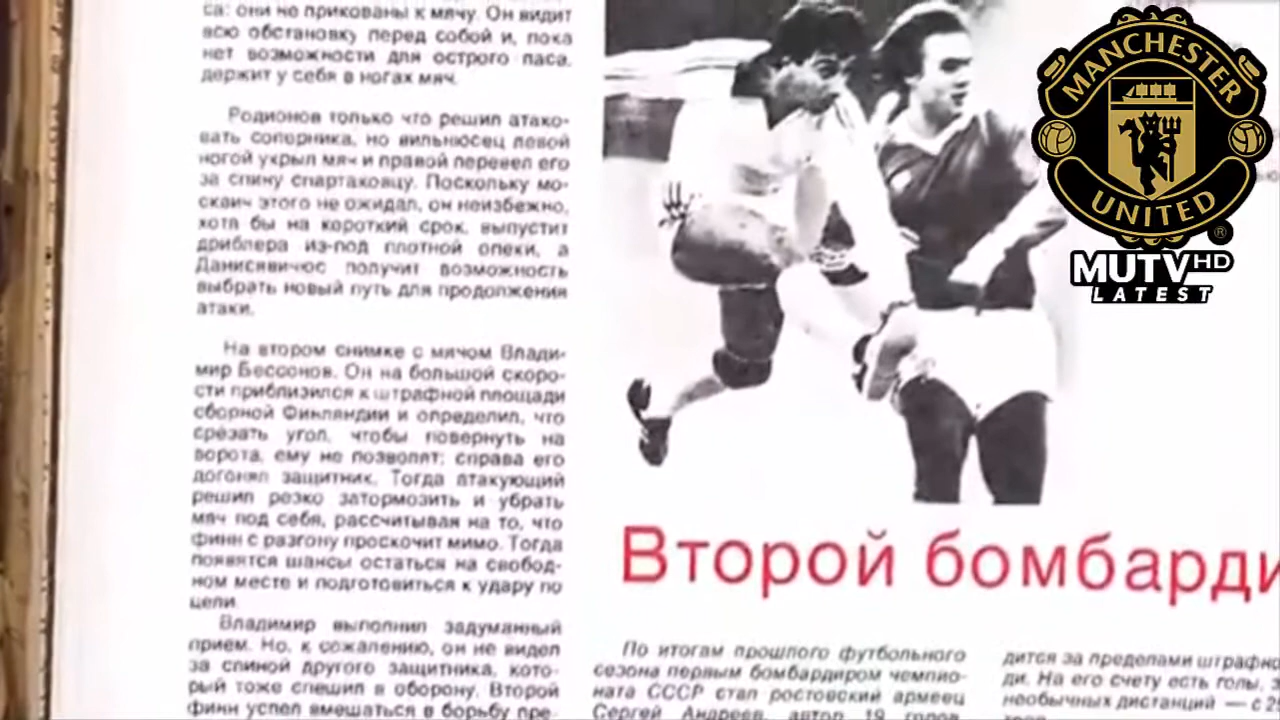 са: они не прикованы к мячу. Он видит
всю обстановку перед собой и, пока
нет возможности для острого паса,
держит у себя в ногах мяч.
Родионов только что решил атако-
вать соперника, но вильнюсец левой
ногой укрыл мяч и правой перевел его
за спину спартаковцу. Поскольку мо-
сквич этого не ожидал, он неизбежно,
хотя бы на короткий срок, выпустит
дриблера из-под плотной опеки, а
Данисявичюс получит возможность
выбрать новый путь для продолжения
атаки.
На втором снимке с мячом Влади-
мир Бессонов. Он на большой скоро-
сти приблизился к штрафной площади
сборной Финляндии и определил, что
срезать угол, чтобы повернуть на
ворота, ему не позволят: справа его
догонял защитник. Тогда атакующий
решил резко затормозить и убрать
мяч под себя, рассчитывая на то, что
финн с разгону проскочит мимо. Тогда
появятся шансы остаться на свобод-
ном месте и подготовиться к удару по
цели.
Владимир выполнил задуманный
прием. Но, к сожалению, он не видел
за спиной другого защитника, кото-
рый тоже спешил в оборону. Второй
финн успел вмешаться в борьбу пре-
Второй бомбарди
По итогам прошлого футбольного
сезона первым бомбардиром чемпио-
ната СССР стал ростовский армеец
Сергей Андреев, автор 19 голов.
дится за пределами штрафно
ди. На его счету есть голы, з
необычных дистанций — с 2
MANCHESTER
UNITED
®
MUTV HD
LATEST